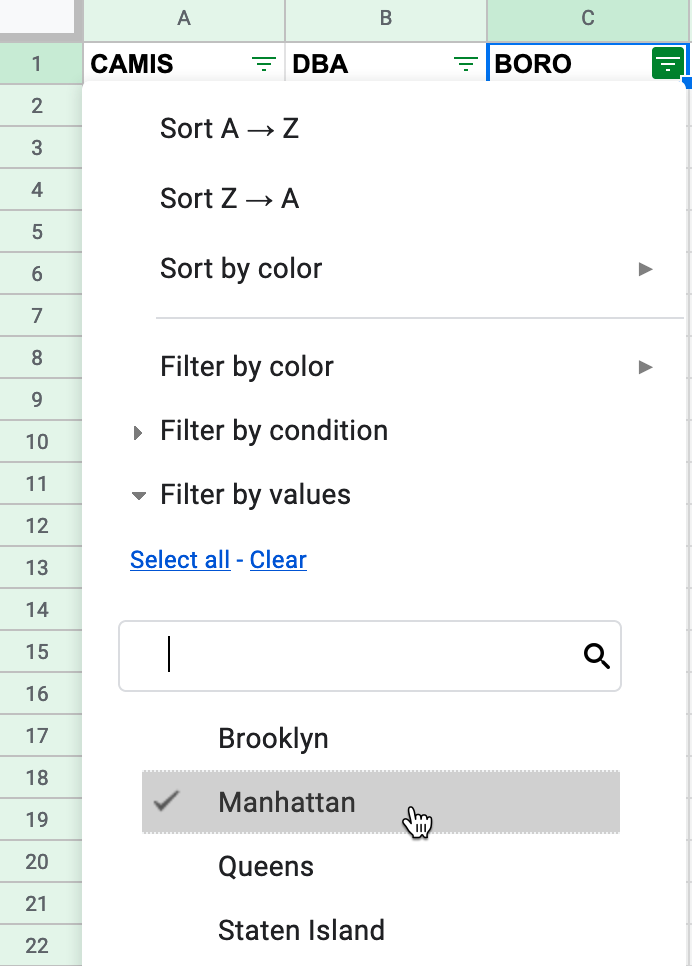 A B C
1 CAMIS DBA BORO
2
Sort A → Z
3
4
Sort Z → A
5
6 Sort by color
7
8 Filter by color
9
10 Filter by condition
11 Filter by values
12
13 Select all - Clear
14
15
16
17 Brooklyn
18 Manhattan
19
20 Queens
21
22 Staten Island